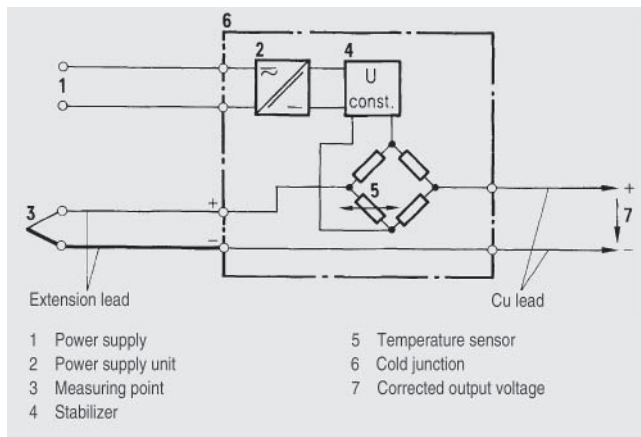 6
2
4
≂
–
U
const.
1
5
+
7
–
3
+
–
Extension lead
Cu lead
1 Power supply
2 Power supply unit
3 Measuring point
4 Stabilizer
5 Temperature sensor
6 Cold junction
7 Corrected output voltage